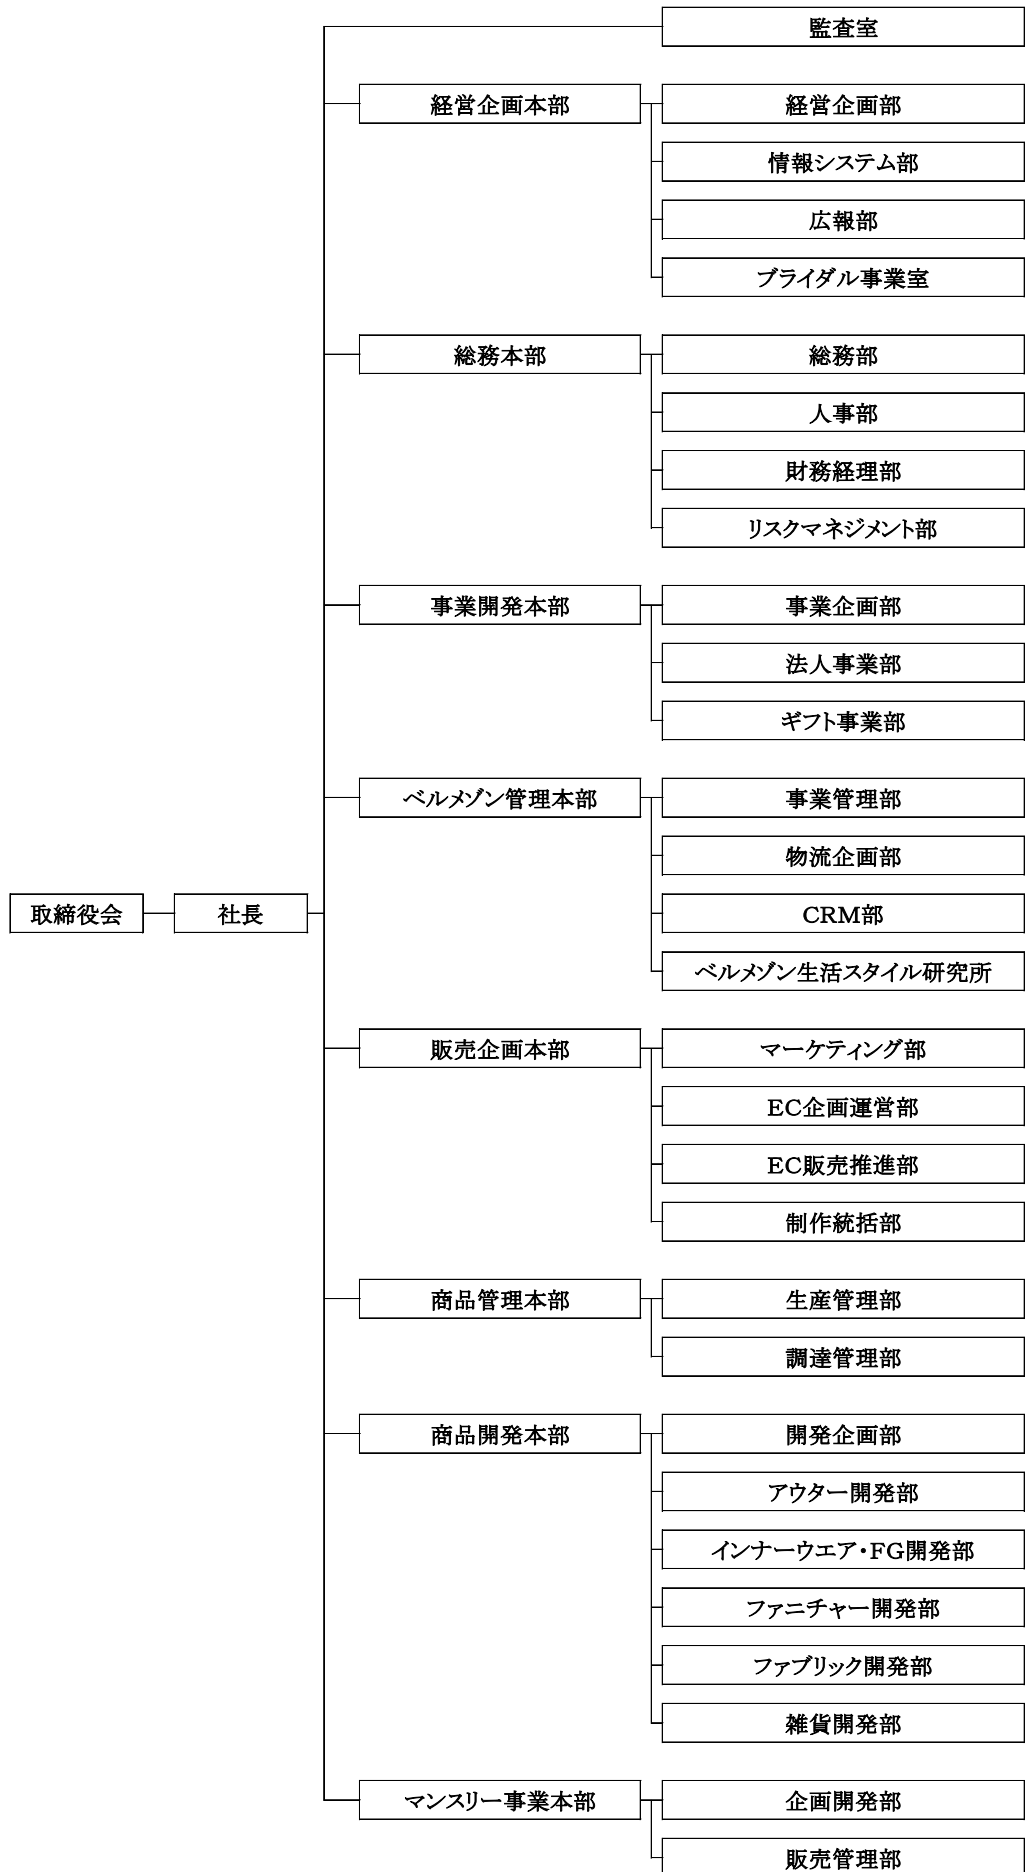 監査室
経営企画本部
経営企画部
情報システム部
広報部
ブライダル事業室
総務本部
総務部
人事部
財務経理部
リスクマネジメント部
事業開発本部
事業企画部
法人事業部
ギフト事業部
ベルメゾン管理本部
事業管理部
物流企画部
取締役会
社長
CRM部
ベルメゾン生活スタイル研究所
販売企画本部
マーケティング部
EC企画運営部
EC販売推進部
制作統括部
商品管理本部
生産管理部
調達管理部
商品開発本部
開発企画部
アウター開発部
インナーウエア・FG開発部
ファニチャー開発部
ファブリック開発部
雑貨開発部
マンスリー事業本部
企画開発部
販売管理部